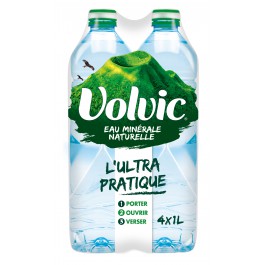 Volvic
EAU MINÉRALE
NATURELLE
L'ULTRA
PRATIQUE
1 PORTER
2 OUVRIR
3 VERSER
4x1L